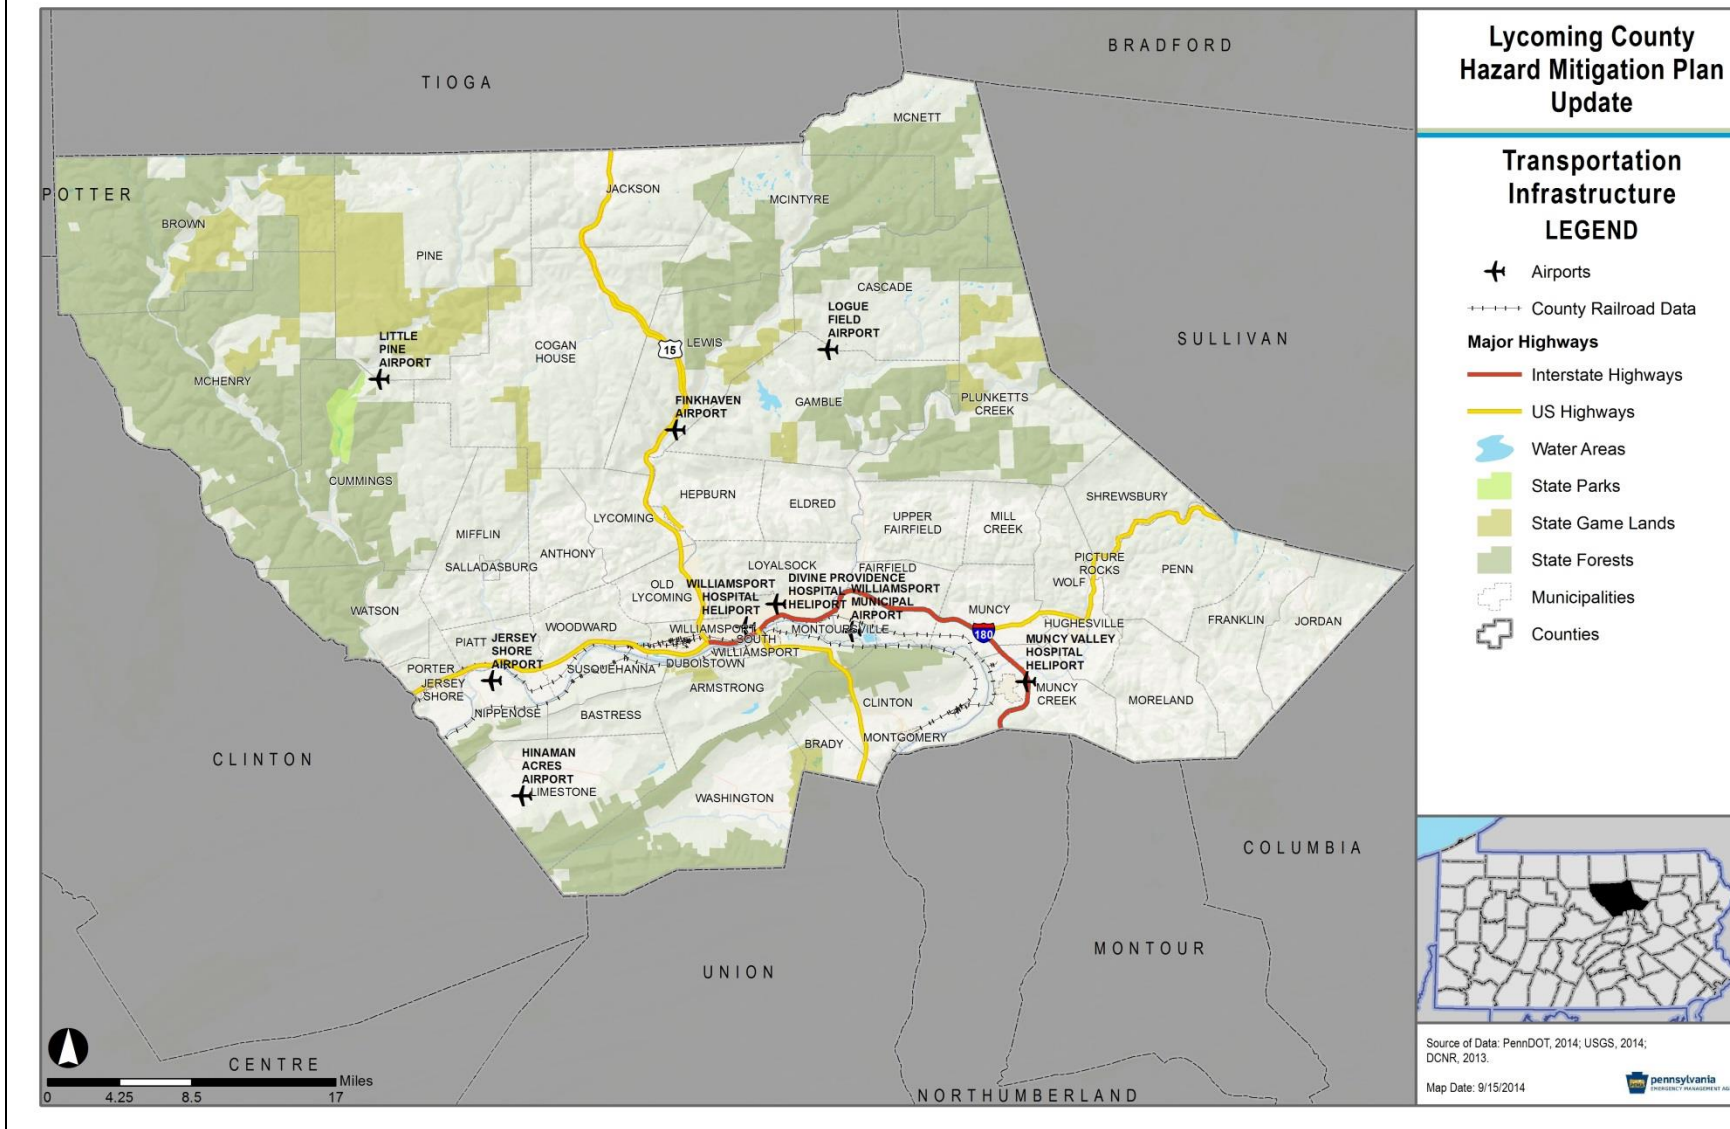 Lycoming County
Hazard Mitigation Plan
Update
Transportation
Infrastructure
LEGEND
Airports
County Railroad Data
Major Highways
Interstate Highways
US Highways
Water Areas
State Parks
State Game Lands
State Forests
Municipalities
Counties
Source of Data: PennDOT, 2014; USGS, 2014;
DCNR, 2013.
Map Date: 9/15/2014
pennsylvania
BRADFORD
TIOGA
MCNETT
POTTER
JACKSON
MCINTYRE
BROWN
PINE
CASCADE
LOGUE
FIELD
AIRPORT
SULLIVAN
LITTLE
PINE
AIRPORT
COGAN
HOUSE
15
LEWIS
MCHENRY
FINKHAVEN
AIRPORT
GAMBLE
PLUNKETTS
CREEK
CUMMINGS
HEPBURN
ELDRED
SHREWSBURY
LYCOMING
UPPER
FAIRFIELD
MILL
CREEK
MIFFLIN
ANTHONY
SALLADASBURG
LOYALSOCK
FAIRFIELD
PICTURE
ROCKS
WOLF
PENN
OLD
LYCOMING
WILLIAMSPORT
HOSPITAL
HELIPORT
DIVINE PROVIDENCE
HOSPITAL
HELIPORT
WILLIAMSPORT
MUNICIPAL
AIRPORT
WATSON
MUNCY
FRANKLIN
JORDAN
HUGHESVILLE
WOODWARD
WILLIAMSPORT
SOUTH
WILLIAMSPORT
MONTOURSVILLE
180
PIATT
JERSEY
SHORE
AIRPORT
MUNCY VALLEY
HOSPITAL
HELIPORT
PORTER
JERSEY
SHORE
SUSQUEHANNA
DUBOISTOWN
ARMSTRONG
MUNCY
CREEK
MORELAND
CLINTON
NIPPENOSE
BASTRESS
BRADY
MONTGOMERY
CLINTON
HINAMAN
ACRES
AIRPORT
LIMESTONE
WASHINGTON
COLUMBIA
MONTOUR
UNION
CENTRE
NORTHUMBERLAND
Miles
0 4.25 8.5 17